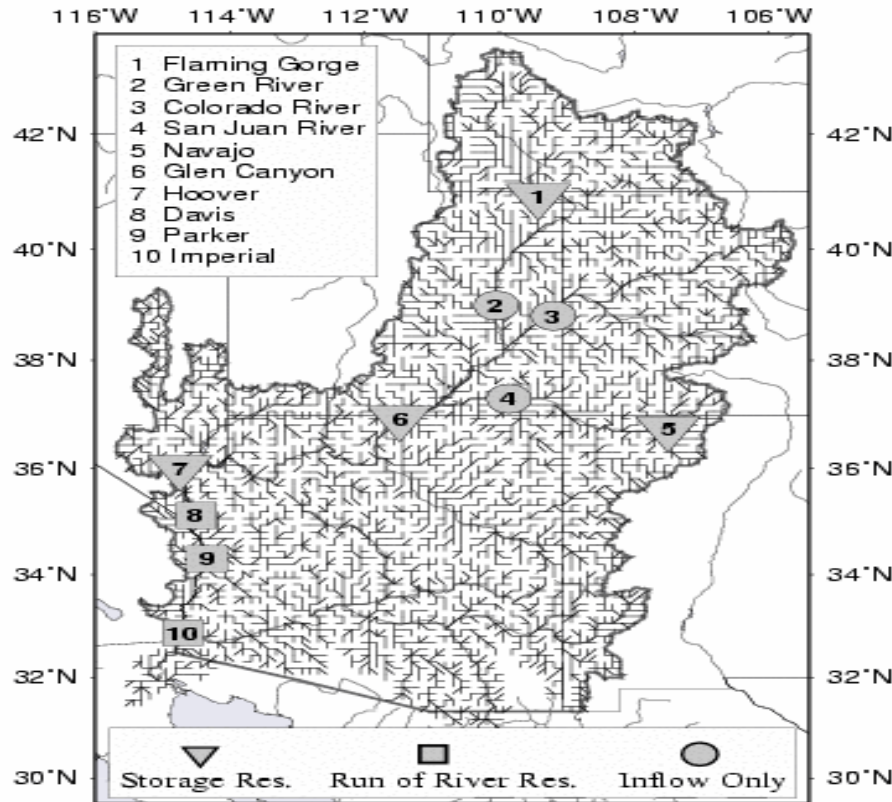 116°W 114°W 112°W 110°W 108°W 106°W
1 Flaming Gorge
2 Green River
3 Colorado River
4 San Juan River
5 Navajo
6 Glen Canyon
7 Hoover
8 Davis
9 Parker
10 Imperial
42°N 42°N
1
40°N 40°N
2
3
38°N 38°N
4
6
5
36°N 36°N
7
8
9
34°N 34°N
10
32°N 32°N
30°N 30°N
Storage Res. Run of River Res. Inflow Only